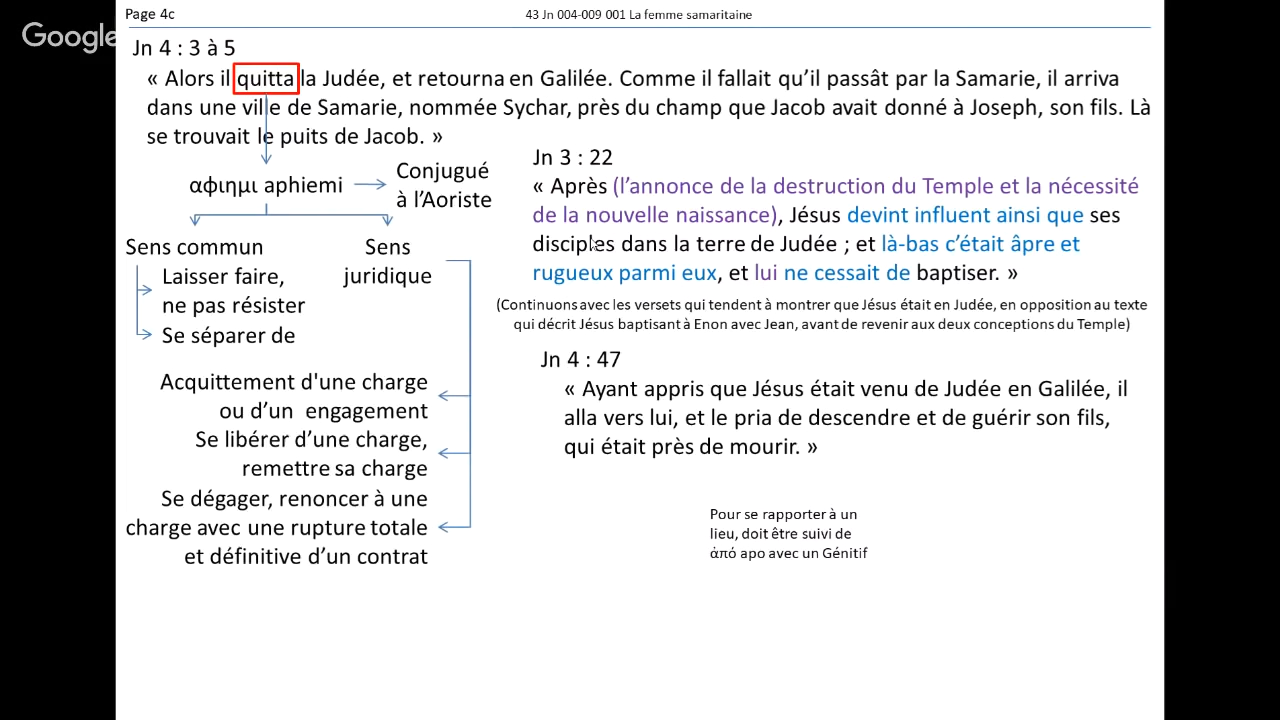 Page 4c
43 Jn 004-009 001 La femme samaritaine
Google
Jn 4 : 3 à 5
« Alors il quitta la Judée, et retourna en Galilée. Comme il fallait qu’il passât par la Samarie, il arriva
dans une ville de Samarie, nommée Sychar, près du champ que Jacob avait donné à Joseph, son fils. Là
se trouvait le puits de Jacob. »
αφιημι aphiemi
Conjugué
à l’Aoriste
Sens commun
Laisser faire,
ne pas résister
Se séparer de
Sens
juridique
Acquittement d'une charge
ou d’un engagement
Se libérer d’une charge,
remettre sa charge
Se dégager, renoncer à une
charge avec une rupture totale
et définitive d’un contrat
Jn 3 : 22
« Après (l’annonce de la destruction du Temple et la nécessité
de la nouvelle naissance), Jésus devint influent ainsi que ses
disciples dans la terre de Judée ; et là-bas c’était âpre et
rugueux parmi eux, et lui ne cessait de baptiser. »
(Continuons avec les versets qui tendent à montrer que Jésus était en Judée, en opposition au texte
qui décrit Jésus baptisant à Enon avec Jean, avant de revenir aux deux conceptions du Temple)
Jn 4 : 47
« Ayant appris que Jésus était venu de Judée en Galilée, il
alla vers lui, et le pria de descendre et de guérir son fils,
qui était près de mourir. »
Pour se rapporter à un
lieu, doit être suivi de
ἀπό apo avec un Génitif